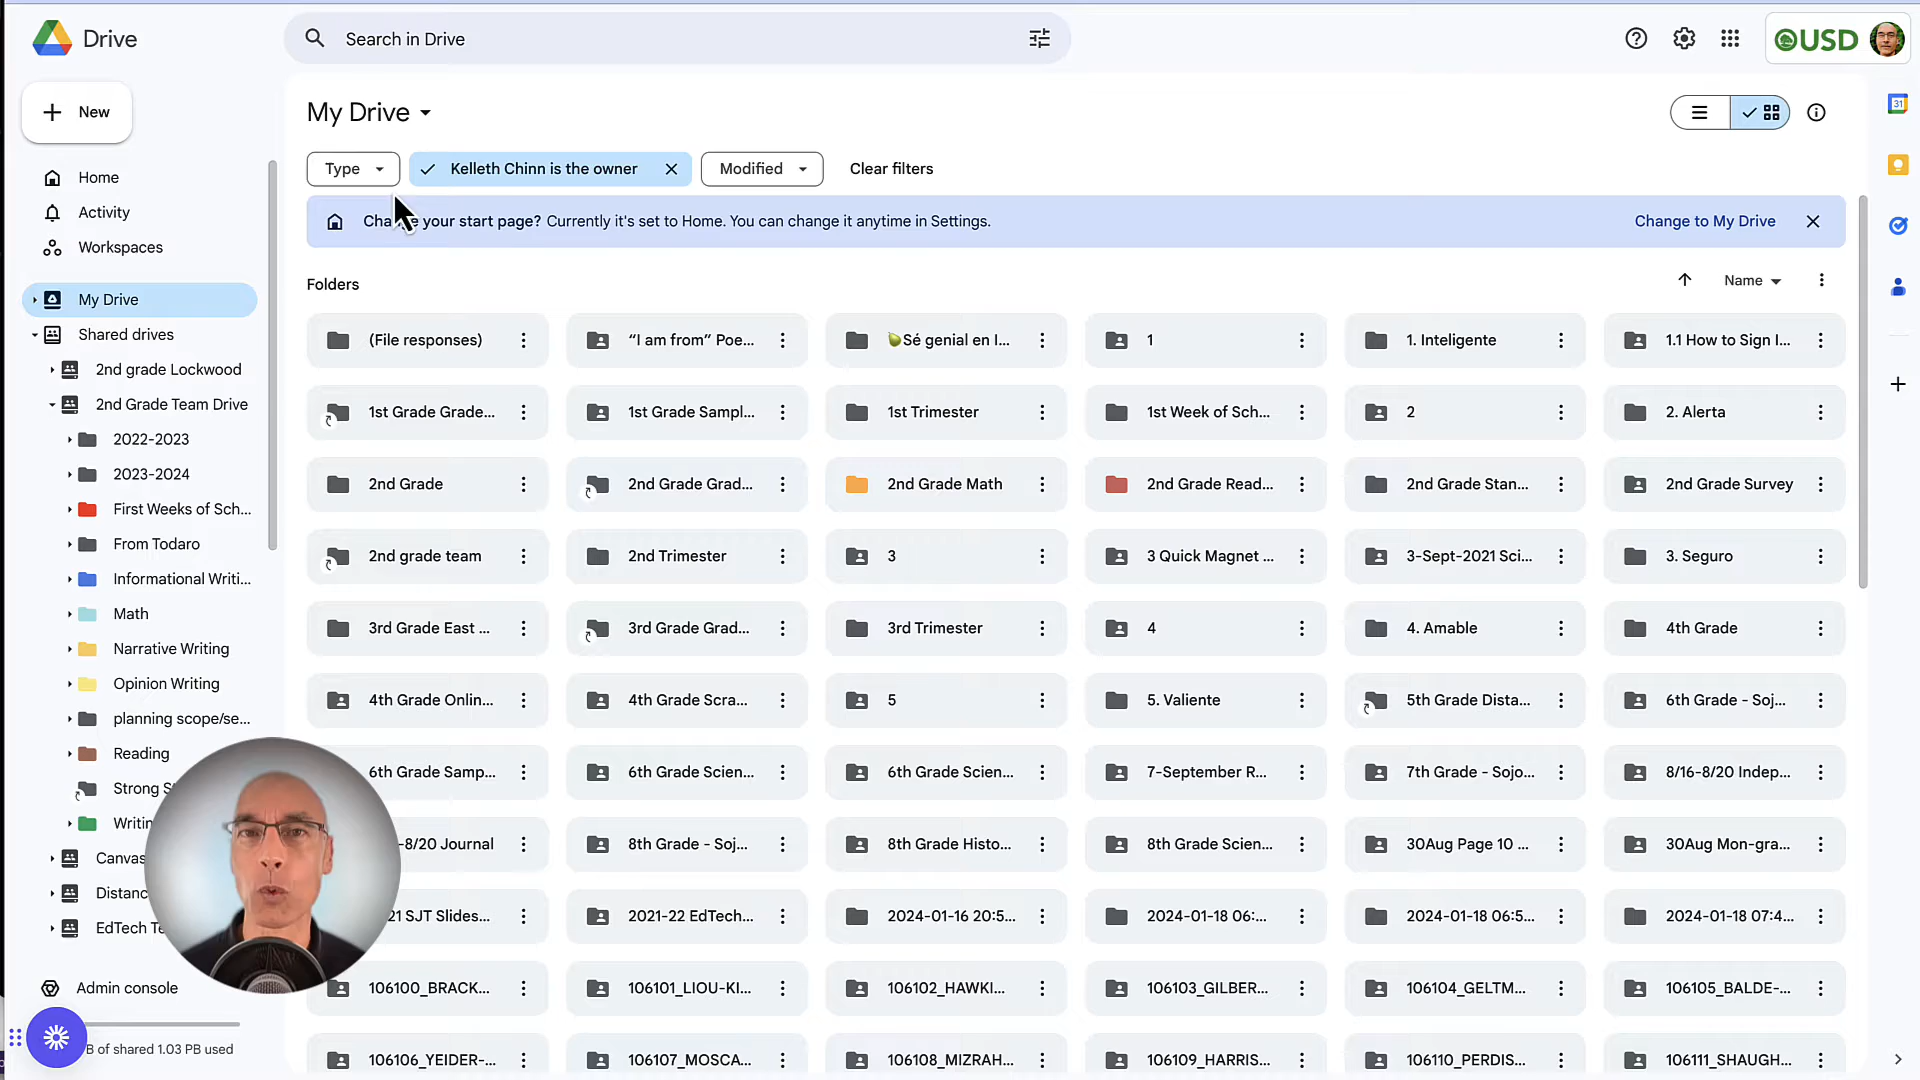 Drive
Search in Drive
USD
New
My Drive
Type
Kelleth Chinn is the owner
Modified
Clear filters
Home
Activity
Workspaces
My Drive
Shared drives
2nd grade Lockwood
2nd Grade Team Drive
2022-2023
2023-2024
First Weeks of Sch...
From Todaro
Informational Writi...
Math
Narrative Writing
Opinion Writing
planning scope/se...
Reading
Strong
Writin
Canvas
Distanc
EdTech
Admin console
B of shared 1.03 PB used
your start page? Currently it's set to Home. You can change it anytime in Settings.
Change to My Drive
31
Folders
Name
(File responses)
“I am from” Poe...
Sé genial en l...
1
1. Inteligente
1.1 How to Sign I...
1st Grade Grade...
1st Grade Sampl...
1st Trimester
1st Week of Sch...
2
2. Alerta
2nd Grade
2nd Grade Grad...
2nd Grade Math
2nd Grade Read...
2nd Grade Stan...
2nd Grade Survey
2nd grade team
2nd Trimester
3
3 Quick Magnet ...
3-Sept-2021 Sci...
3. Seguro
3rd Grade East ...
3rd Grade Grad...
3rd Trimester
4
4. Amable
4th Grade
4th Grade Onlin...
4th Grade Scra...
5
5. Valiente
5th Grade Dista...
6th Grade - Soj...
6th Grade Samp...
6th Grade Scien...
6th Grade Scien...
7-September R...
7th Grade - Sojo...
8/16-8/20 Indep...
-8/20 Journal
8th Grade - Soj...
8th Grade Histo...
8th Grade Scien...
30Aug Page 10 ...
30Aug Mon-gra...
21 SJT Slides...
2021-22 EdTech...
2024-01-16 20:5...
2024-01-18 06:...
2024-01-18 06:5...
2024-01-18 07:4...
106100_BRACK...
106101_LIOU-KI...
106102_HAWKI...
106103_GILBER...
106104_GELTM...
106105_BALDE-...
106106_YEIDER-...
106107_MOSCA...
106108_MIZRAH...
106109_HARRIS...
106110_PERDIS...
106111_SHAUGH...